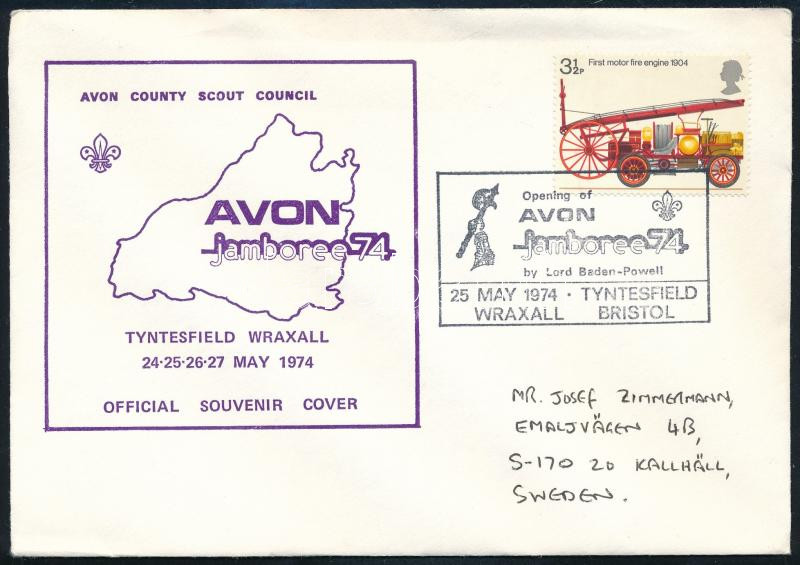 AVON COUNTY SCOUT COUNCIL
AVON
jamboree 74
TYNTESFIELD WRAXALL
24·25·26·27 MAY 1974
OFFICIAL SOUVENIR COVER
3½P
First motor fire engine 1904
Opening of
AVON
jamboree 74
by Lord Baden-Powell
25 MAY 1974 · TYNTESFIELD
WRAXALL BRISTOL
MR. JOSEF ZIMMERMANN,
EMALJVÄGEN 4B,
S-170 20 KALLHÄLL,
SWEDEN.